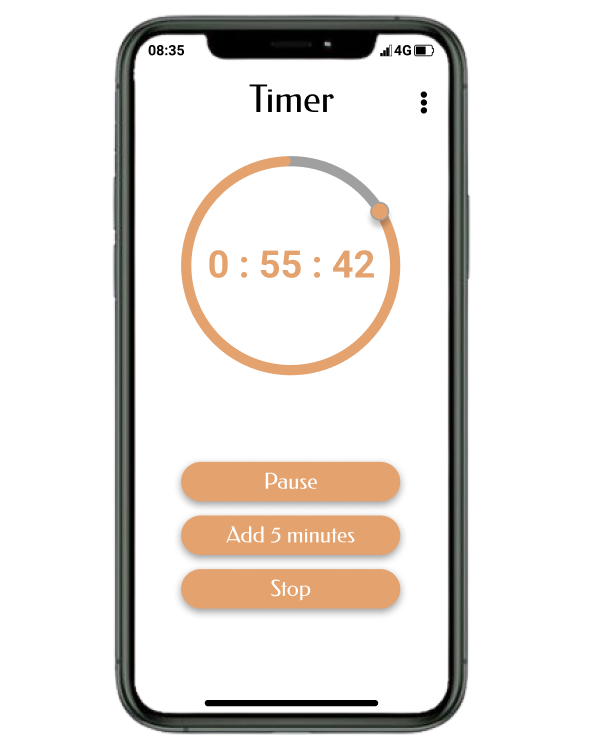 08:35 4G
Timer
0 : 55 : 42
Pause
Add 5 minutes
Stop